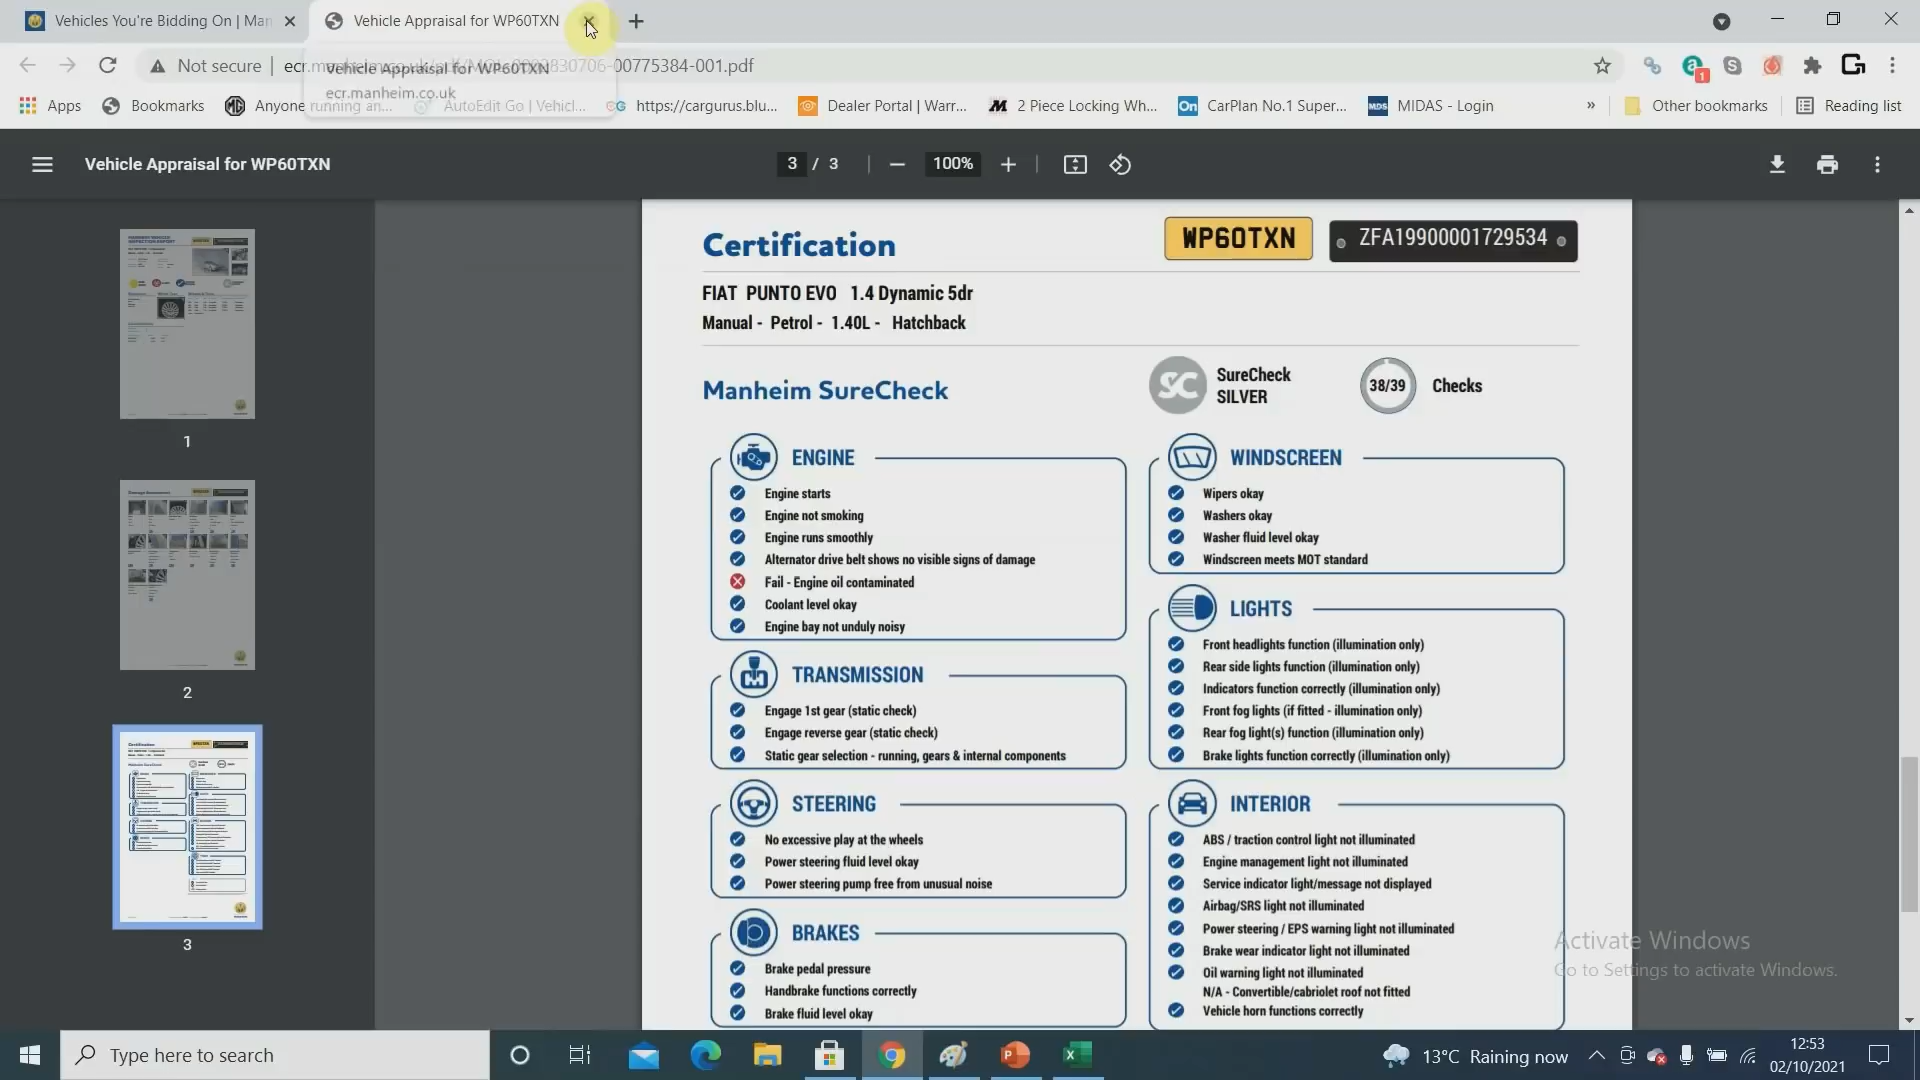 Vehicles You're Bidding On | Man
Vehicle Appraisal for WP60TXN
Not secure
-00775384-001.pdf
Vehicle Appraisal for WP60TXN
ecr.manheim.co.uk
1
Apps
Bookmarks
Anyone running an...
AutoEdit Go | Vehicl...
https://cargurus.blu...
Dealer Portal | Warr...
2 Piece Locking Wh...
CarPlan No.1 Super...
MIDAS - Login
»
Other bookmarks
Reading list
Vehicle Appraisal for WP60TXN
3 / 3
100%
1
2
3
Certification
WP60TXN
ZFA19900001729534
FIAT PUNTO EVO 1.4 Dynamic 5dr
Manual - Petrol - 1.40L - Hatchback
Manheim SureCheck
SC
SureCheck
SILVER
38/39
Checks
ENGINE
Engine starts
Engine not smoking
Engine runs smoothly
Alternator drive belt shows no visible signs of damage
Fail - Engine oil contaminated
Coolant level okay
Engine bay not unduly noisy
TRANSMISSION
Engage 1st gear (static check)
Engage reverse gear (static check)
Static gear selection - running, gears & internal components
STEERING
No excessive play at the wheels
Power steering fluid level okay
Power steering pump free from unusual noise
BRAKES
Brake pedal pressure
Handbrake functions correctly
Brake fluid level okay
WINDSCREEN
Wipers okay
Washers okay
Washer fluid level okay
Windscreen meets MOT standard
LIGHTS
Front headlights function (illumination only)
Rear side lights function (illumination only)
Indicators function correctly (illumination only)
Front fog lights (if fitted - illumination only)
Rear fog light(s) function (illumination only)
Brake lights function correctly (illumination only)
INTERIOR
ABS / traction control light not illuminated
Engine management light not illuminated
Service indicator light/message not displayed
Airbag/SRS light not illuminated
Power steering / EPS warning light not illuminated
Brake wear indicator light not illuminated
Oil warning light not illuminated
N/A - Convertible/cabriolet roof not fitted
Vehicle horn functions correctly
Activate Windows
Go to Settings to activate Windows.
Type here to search
13°C Raining now
12:53
02/10/2021